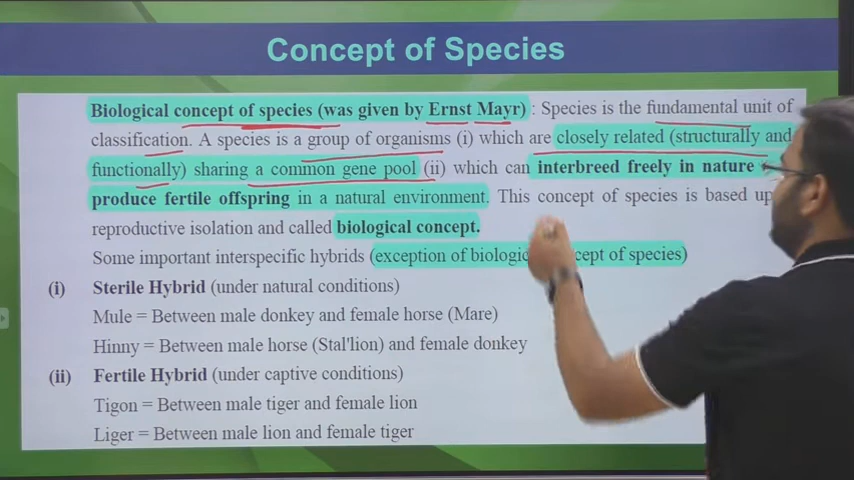 Concept of Species
Biological concept of species (was given by Ernst Mayr) : Species is the fundamental unit of
classification. A species is a group of organisms (i) which are closely related (structurally and
functionally) sharing a common gene pool (ii) which can interbreed freely in nature
produce fertile offspring in a natural environment. This concept of species is based up
reproductive isolation and called biological concept.
Some important interspecific hybrids (exception of biologic cept of species)
(i) Sterile Hybrid (under natural conditions)
Mule = Between male donkey and female horse (Mare)
Hinny = Between male horse (Stal'lion) and female donkey
(ii) Fertile Hybrid (under captive conditions)
Tigon = Between male tiger and female lion
Liger = Between male lion and female tiger